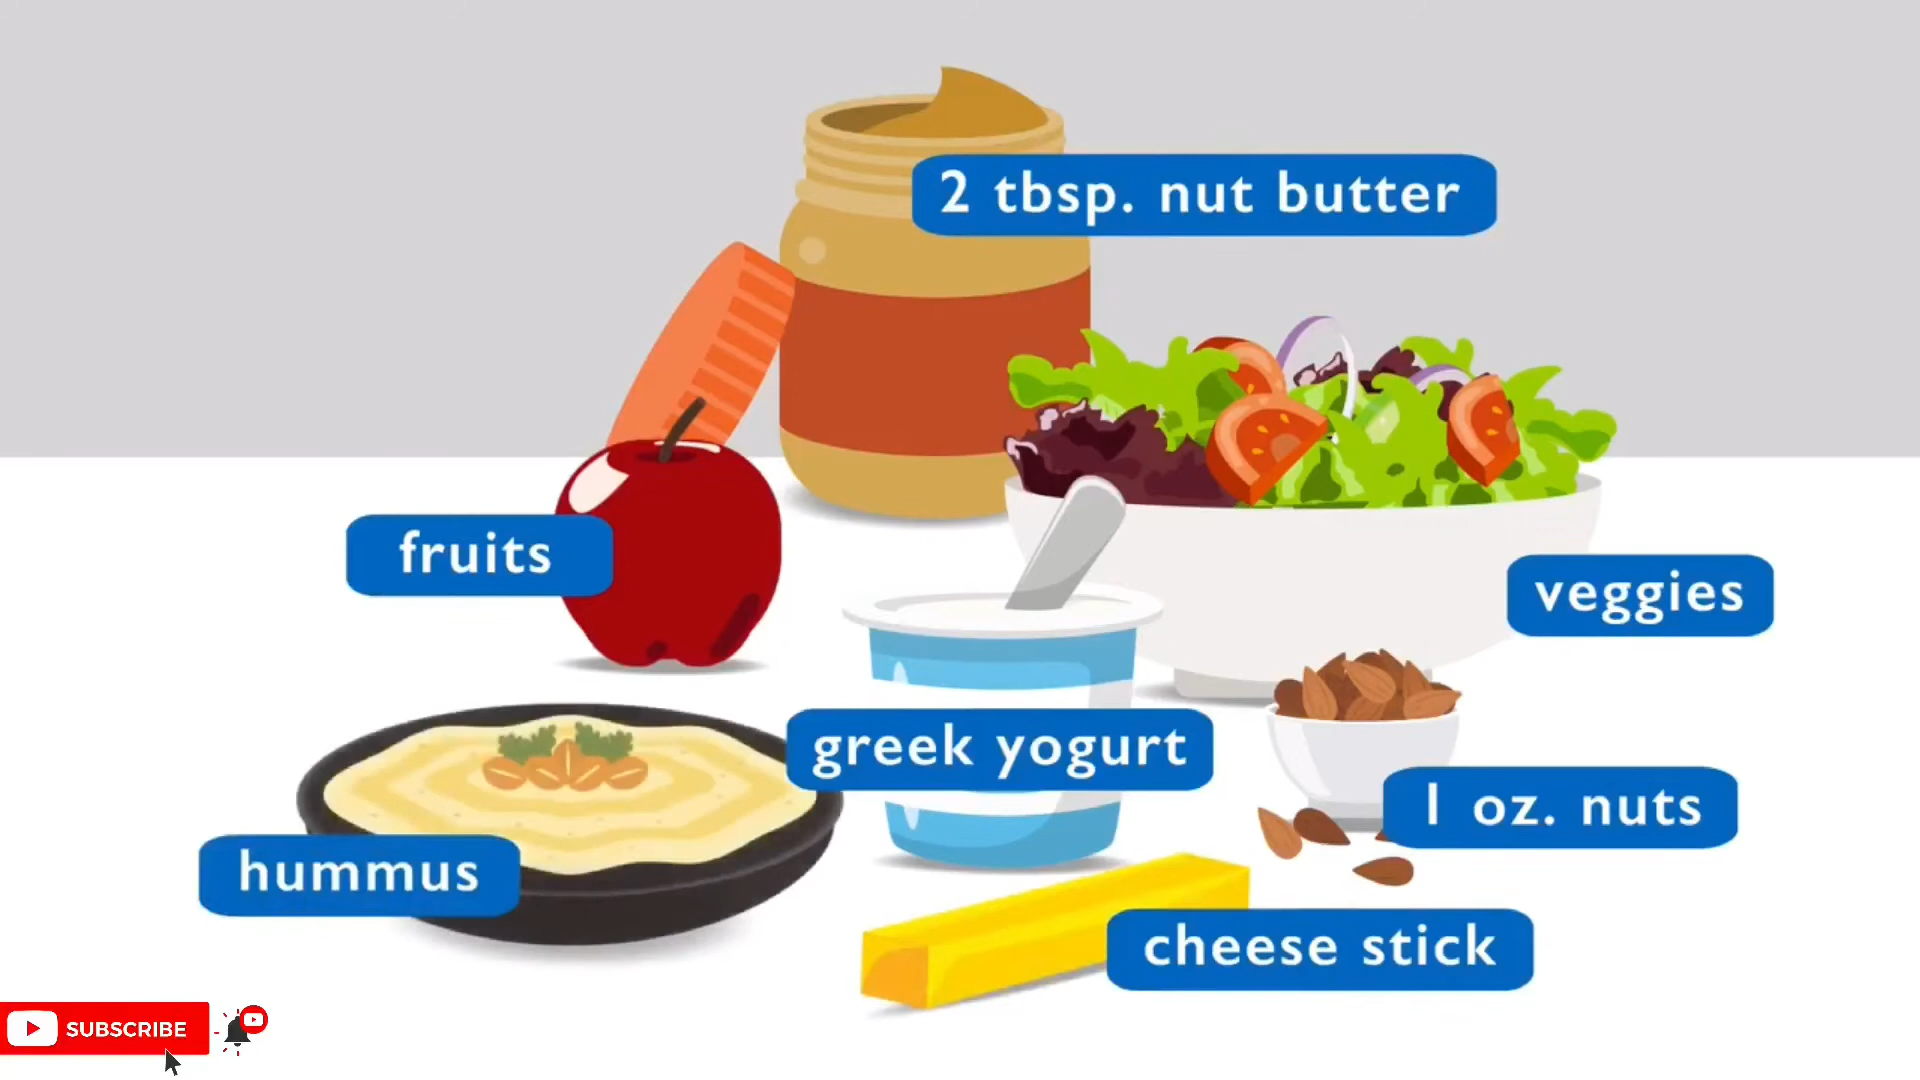 2 tbsp. nut butter
fruits
veggies
greek yogurt
1 oz. nuts
hummus
cheese stick
SUBSCRIBE